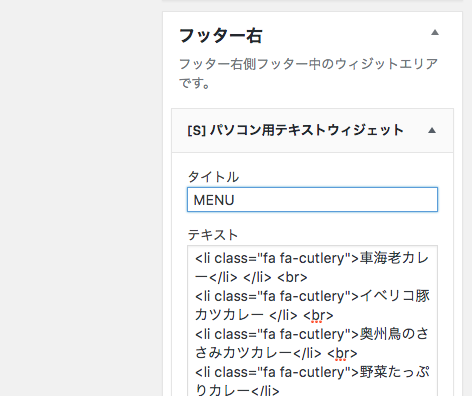 フッター右
フッター右側フッター中のウィジットエリア
です。
[S] パソコン用テキストウィジェット
タイトル
MENU
テキスト
<li class="fa fa-cutlery">車海老カレ
ー</li> </li> <br>
<li class="fa fa-cutlery">イベリコ豚
カツカレー </li> <br>
<li class="fa fa-cutlery">奥州鳥のさ
さみカツカレー</li> <br>
<li class="fa fa-cutlery">野菜たっぷ
りカレー</li>